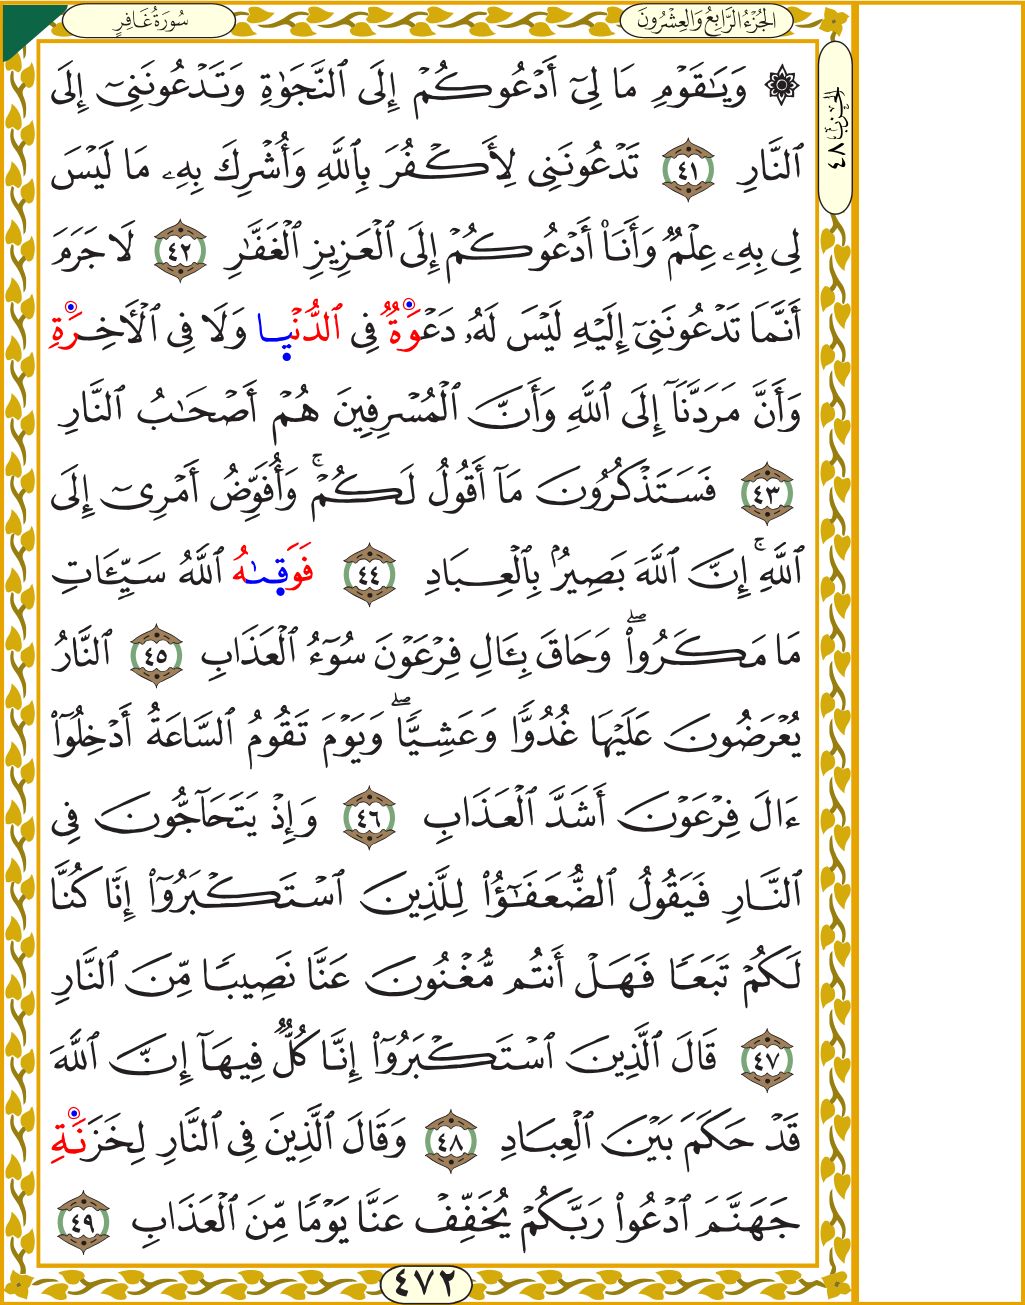 سُورَةُ غَافِرٍ
الجُزْءُ الرَّابِعُ وَالعِشْرُونَ
الحِزْبُ ٤٨
۞ وَيَٰقَوْمِ مَا لِىٓ أَدْعُوكُمْ إِلَى ٱلنَّجَوٰةِ وَتَدْعُونَنِىٓ إِلَى
ٱلنَّارِ ٤١ تَدْعُونَنِى لِأَكْفُرَ بِٱللَّهِ وَأُشْرِكَ بِهِۦ مَا لَيْسَ
لِى بِهِۦ عِلْمٌ وَأَنَا۠ أَدْعُوكُمْ إِلَى ٱلْعَزِيزِ ٱلْغَفَّٰرِ ٤٢ لَا جَرَمَ
أَنَّمَا تَدْعُونَنِىٓ إِلَيْهِ لَيْسَ لَهُۥ دَعْوَةٌ فِى ٱلدُّنْيَا وَلَا فِى ٱلْأَخِرَةِ
وَأَنَّ مَرَدَّنَآ إِلَى ٱللَّهِ وَأَنَّ ٱلْمُسْرِفِينَ هُمْ أَصْحَٰبُ ٱلنَّارِ
٤٣ فَسَتَذْكُرُونَ مَآ أَقُولُ لَكُمْ ۚ وَأُفَوِّضُ أَمْرِىٓ إِلَى
ٱللَّهِ ۚ إِنَّ ٱللَّهَ بَصِيرٌۢ بِٱلْعِبَادِ ٤٤ فَوَقَىٰهُ ٱللَّهُ سَيِّـَٔاتِ
مَا مَكَرُوا۟ ۖ وَحَاقَ بِـَٔالِ فِرْعَوْنَ سُوٓءُ ٱلْعَذَابِ ٤٥ ٱلنَّارُ
يُعْرَضُونَ عَلَيْهَا غُدُوًّا وَعَشِيًّا ۖ وَيَوْمَ تَقُومُ ٱلسَّاعَةُ أَدْخِلُوٓا۟
ءَالَ فِرْعَوْنَ أَشَدَّ ٱلْعَذَابِ ٤٦ وَإِذْ يَتَحَآجُّونَ فِى
ٱلنَّارِ فَيَقُولُ ٱلضُّعَفَٰٓؤُا۟ لِلَّذِينَ ٱسْتَكْبَرُوٓا۟ إِنَّا كُنَّا
لَكُمْ تَبَعًا فَهَلْ أَنتُم مُّغْنُونَ عَنَّا نَصِيبًا مِّنَ ٱلنَّارِ
٤٧ قَالَ ٱلَّذِينَ ٱسْتَكْبَرُوٓا۟ إِنَّا كُلٌّ فِيهَآ إِنَّ ٱللَّهَ
قَدْ حَكَمَ بَيْنَ ٱلْعِبَادِ ٤٨ وَقَالَ ٱلَّذِينَ فِى ٱلنَّارِ لِخَزَنَةِ
جَهَنَّمَ ٱدْعُوا۟ رَبَّكُمْ يُخَفِّفْ عَنَّا يَوْمًا مِّنَ ٱلْعَذَابِ ٤٩
٤٧٢